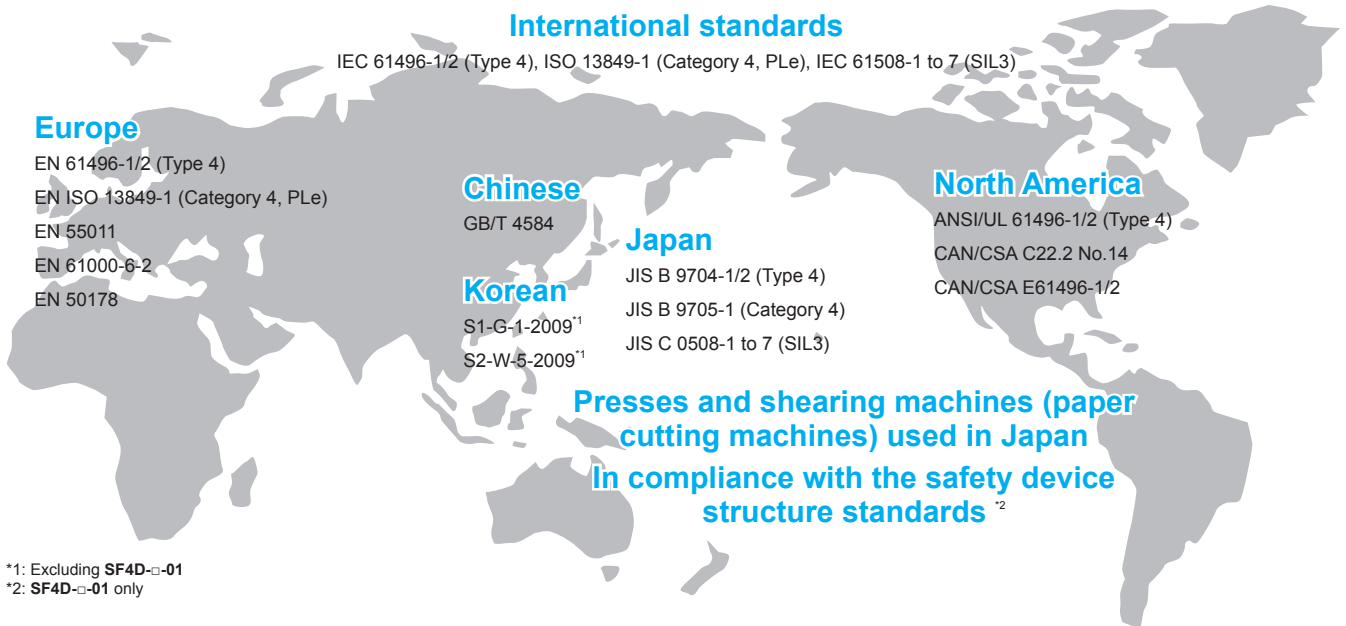 International standards
IEC 61496-1/2 (Type 4), ISO 13849-1 (Category 4, PLe), IEC 61508-1 to 7 (SIL3)
Europe
EN 61496-1/2 (Type 4)
EN ISO 13849-1 (Category 4, PLe)
EN 55011
EN 61000-6-2
EN 50178
Chinese
GB/T 4584
Korean
S1-G-1-2009*1
S2-W-5-2009*1
Japan
JIS B 9704-1/2 (Type 4)
JIS B 9705-1 (Category 4)
JIS C 0508-1 to 7 (SIL3)
North America
ANSI/UL 61496-1/2 (Type 4)
CAN/CSA C22.2 No.14
CAN/CSA E61496-1/2
Presses and shearing machines (paper
cutting machines) used in Japan
In compliance with the safety device
structure standards *2
*1: Excluding SF4D-□-01
*2: SF4D-□-01 only